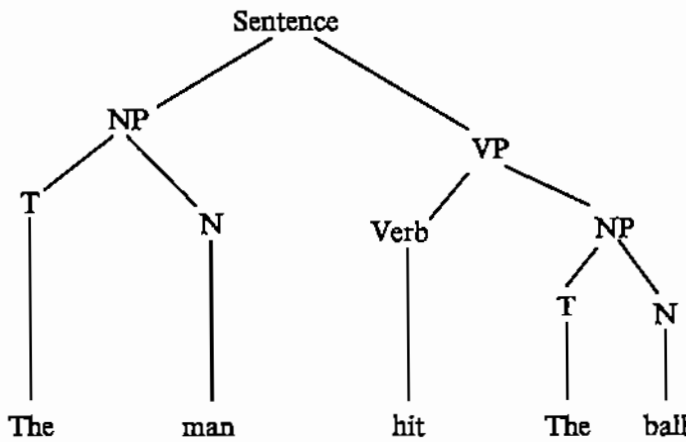 Sentence
NP
VP
T
N
Verb
NP
T
N
The man hit The ball